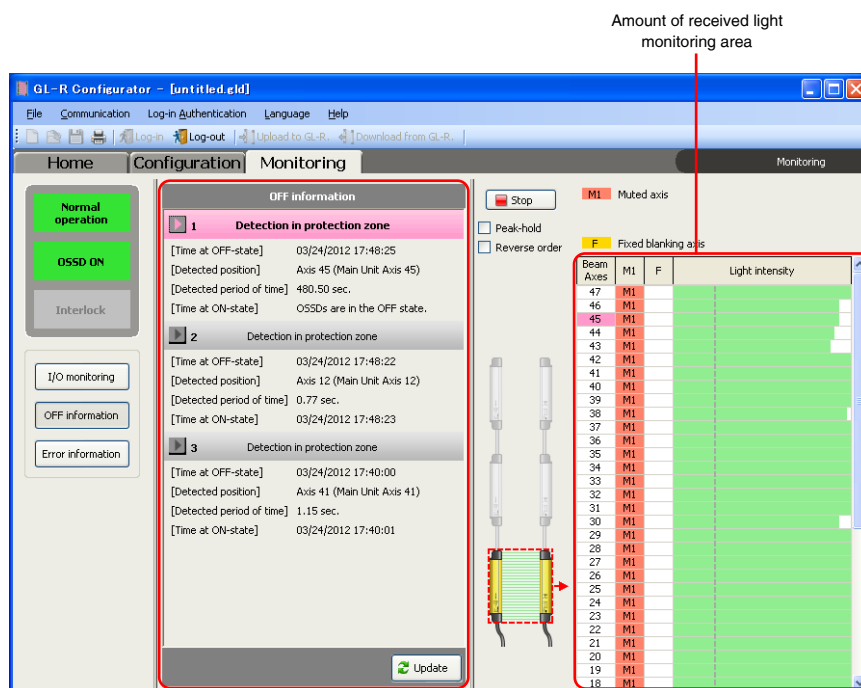 Amount of received light
monitoring area
GL-R Configurator - [untitled.gld]
File Communication Log-in Authentication Language Help
Log-in Log-out Upload to GL-R. Download from GL-R.
Home Configuration Monitoring Monitoring
Normal
operation
OSSD ON
Interlock
I/O monitoring
OFF information
Error information
OFF information
1 Detection in protection zone
[Time at OFF-state] 03/24/2012 17:48:25
[Detected position] Axis 45 (Main Unit Axis 45)
[Detected period of time] 480.50 sec.
[Time at ON-state] OSSDs are in the OFF state.
2 Detection in protection zone
[Time at OFF-state] 03/24/2012 17:48:22
[Detected position] Axis 12 (Main Unit Axis 12)
[Detected period of time] 0.77 sec.
[Time at ON-state] 03/24/2012 17:48:23
3 Detection in protection zone
[Time at OFF-state] 03/24/2012 17:40:00
[Detected position] Axis 41 (Main Unit Axis 41)
[Detected period of time] 1.15 sec.
[Time at ON-state] 03/24/2012 17:40:01
Update
Stop
Peak-hold
Reverse order
M1 Muted axis
F Fixed blanking axis
Beam
Axes M1 F Light intensity
47 M1
46 M1
45 M1
44 M1
43 M1
42 M1
41 M1
40 M1
39 M1
38 M1
37 M1
36 M1
35 M1
34 M1
33 M1
32 M1
31 M1
30 M1
29 M1
28 M1
27 M1
26 M1
25 M1
24 M1
23 M1
22 M1
21 M1
20 M1
19 M1
18 M1